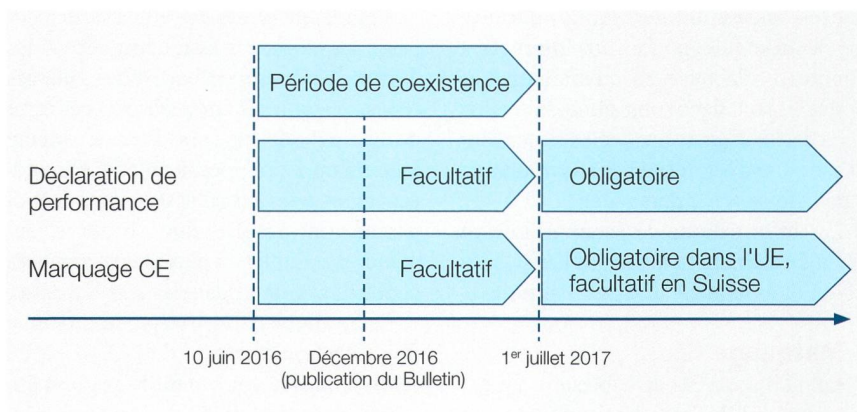 Période de coexistence
Déclaration de
performance
Facultatif
Obligatoire
Marquage CE
Facultatif
Obligatoire dans l'UE,
facultatif en Suisse
10 juin 2016
Décembre 2016
(publication du Bulletin)
1er juillet 2017